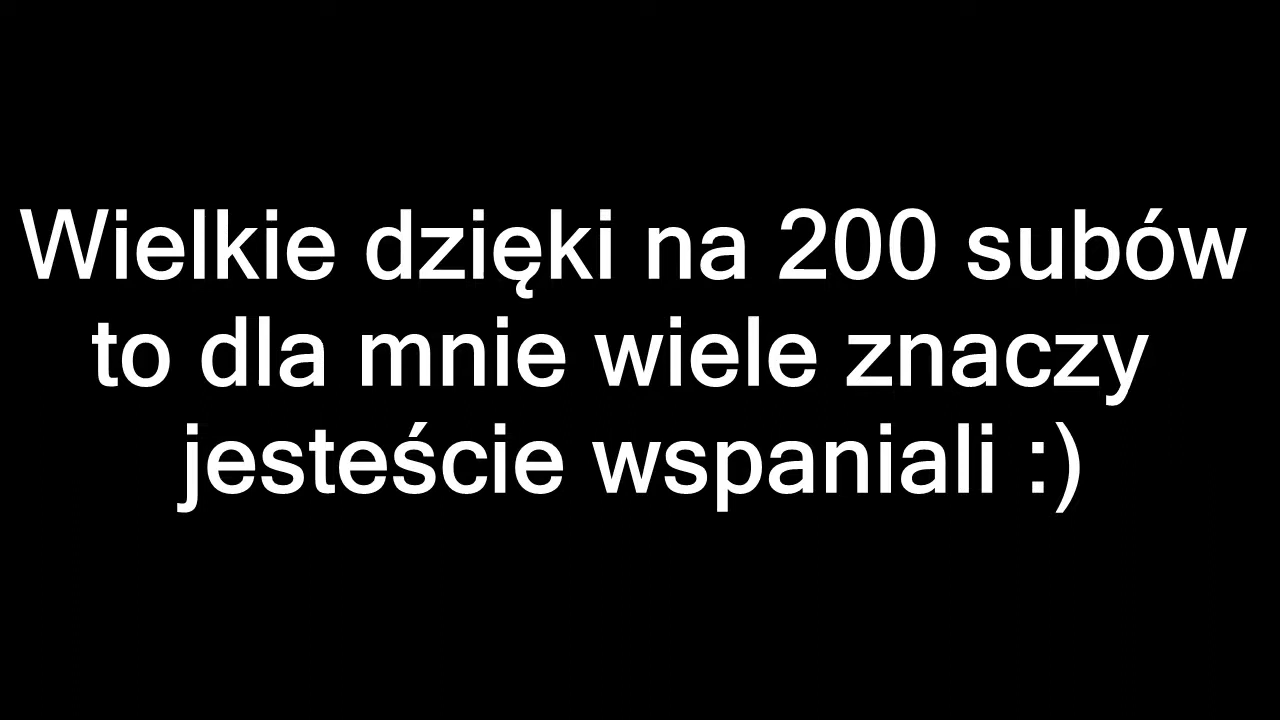 Wielkie dzięki na 200 subów
to dla mnie wiele znaczy
jesteście wspaniali :)